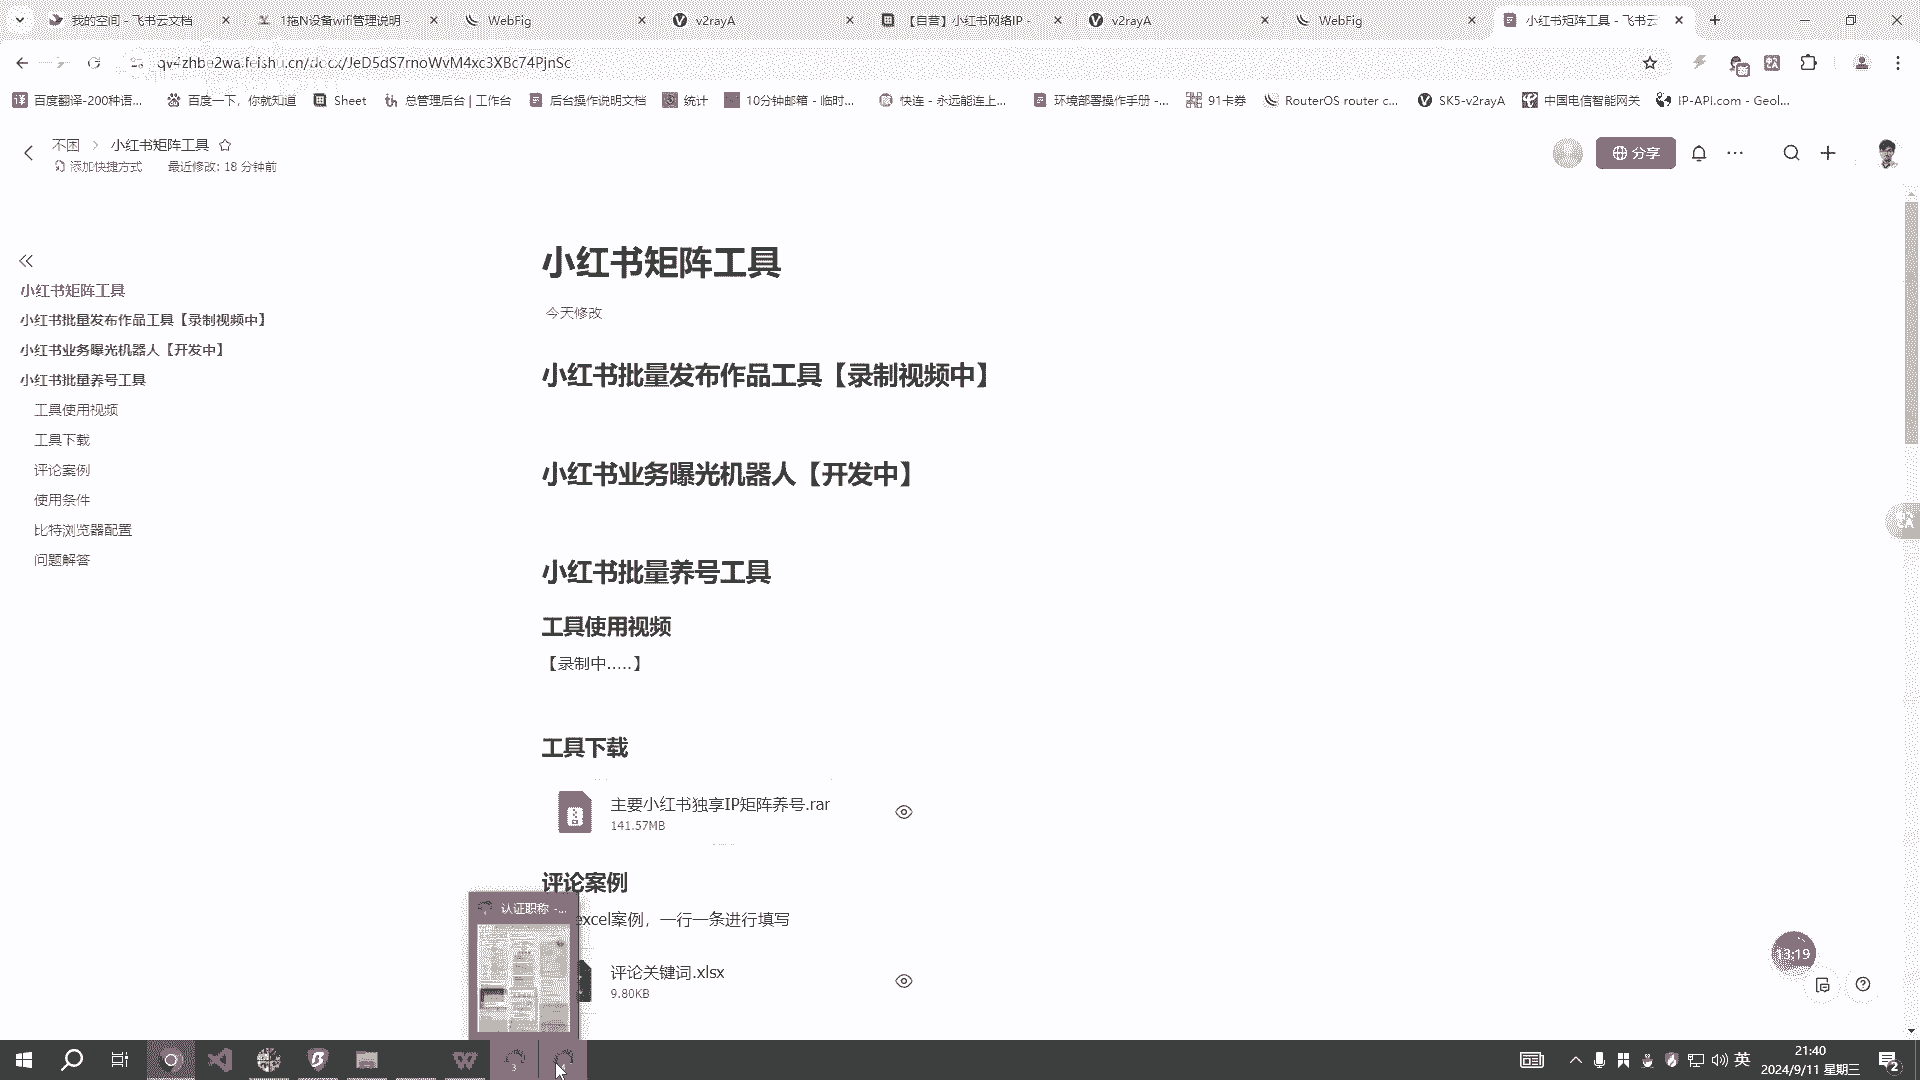 我的空间 - 飞书云文档
1拖N设备wifi管理说明 -
WebFig
v2rayA
【自营】小红书网络IP -
v2rayA
WebFig
小红书矩阵工具 - 飞书云
百度翻译-200种语...
百度一下，你就知道
Sheet
总管理后台 | 工作台
后台操作说明文档
统计
10分钟邮箱 - 临时...
快连 - 永远能连上...
环境部署操作手册 -...
91卡券
RouterOS router c...
SK5-v2rayA
中国电信智能网关
IP-API.com - Geol...
不困
小红书矩阵工具
添加快捷方式
最近修改: 18 分钟前
分享
小红书矩阵工具
小红书批量发布作品工具【录制视频中】
小红书业务曝光机器人【开发中】
小红书批量养号工具
工具使用视频
工具下载
评论案例
使用条件
比特浏览器配置
问题解答
小红书矩阵工具
今天修改
小红书批量发布作品工具【录制视频中】
小红书业务曝光机器人【开发中】
小红书批量养号工具
工具使用视频
【录制中.....】
工具下载
主要小红书独享IP矩阵养号.rar
141.57MB
评论案例
excel案例，一行一条进行填写
评论关键词.xlsx
9.80KB
认证职称 -...
13:19
英
21:40
2024/9/11 星期三
2